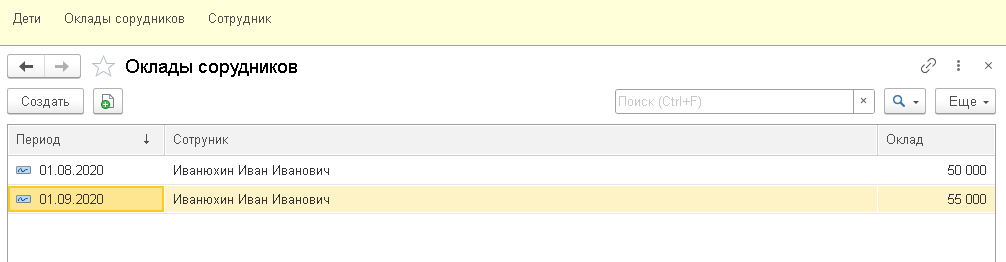 Дети Оклады сорудников Сотрудник
Оклады сорудников
Создать Поиск (Ctrl+F) × Еще
Период ↓ Сотруник Оклад
01.08.2020 Иванюхин Иван Иванович 50 000
01.09.2020 Иванюхин Иван Иванович 55 000